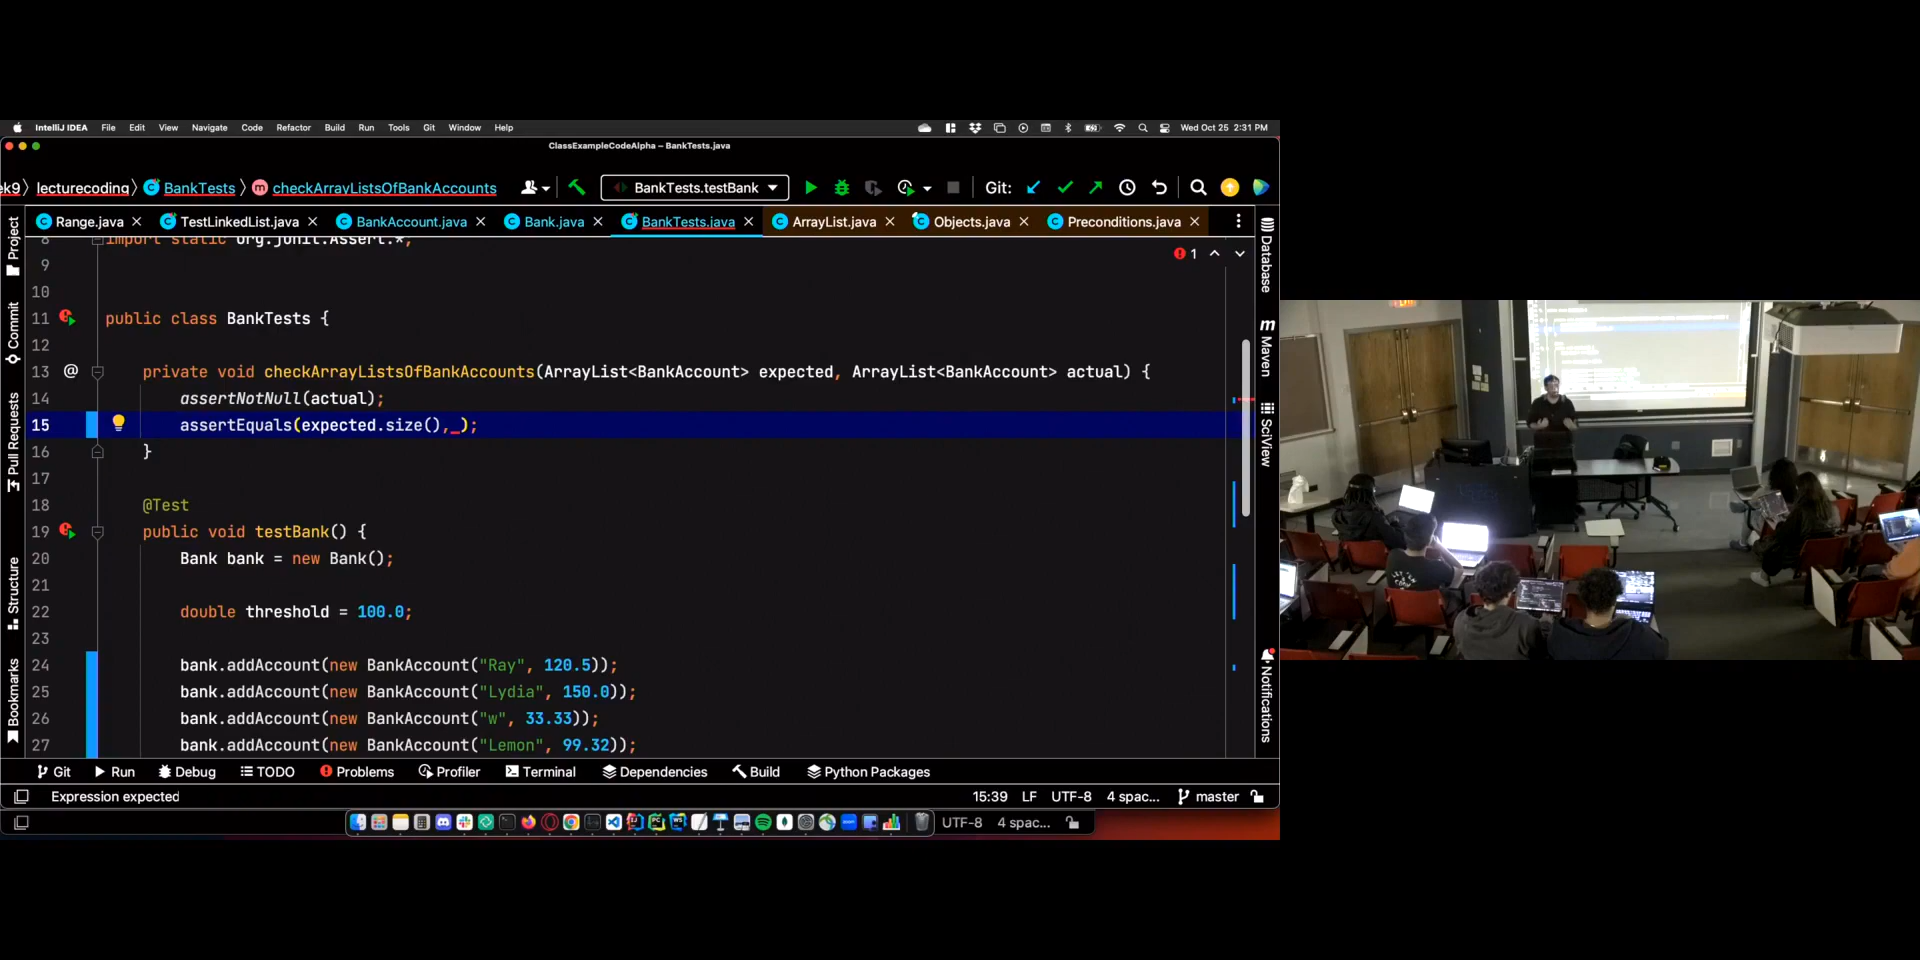 IntelliJ IDEA File Edit View Navigate Code Refactor Build Run Tools Git Window Help Wed Oct 25 2:31 PM
ClassExampleCodeAlpha – BankTests.java
ek9 〉 lecturecoding 〉 BankTests 〉 checkArrayListsOfBankAccounts BankTests.testBank Git:
Range.java TestLinkedList.java BankAccount.java Bank.java BankTests.java ArrayList.java Objects.java Preconditions.java
8 import static org.junit.Assert.*;
9
10
11 public class BankTests {
12
13 @ private void checkArrayListsOfBankAccounts(ArrayList<BankAccount> expected, ArrayList<BankAccount> actual) {
14 assertNotNull(actual);
15 assertEquals(expected.size(),_);
16 }
17
18 @Test
19 public void testBank() {
20 Bank bank = new Bank();
21
22 double threshold = 100.0;
23
24 bank.addAccount(new BankAccount("Ray", 120.5));
25 bank.addAccount(new BankAccount("Lydia", 150.0));
26 bank.addAccount(new BankAccount("w", 33.33));
27 bank.addAccount(new BankAccount("Lemon", 99.32));
1
Project
Commit
Pull Requests
Structure
Bookmarks
Database
Maven
SciView
Notifications
Git Run Debug TODO Problems Profiler Terminal Dependencies Build Python Packages
Expression expected 15:39 LF UTF-8 4 spac... master
UTF-8 4 spac...